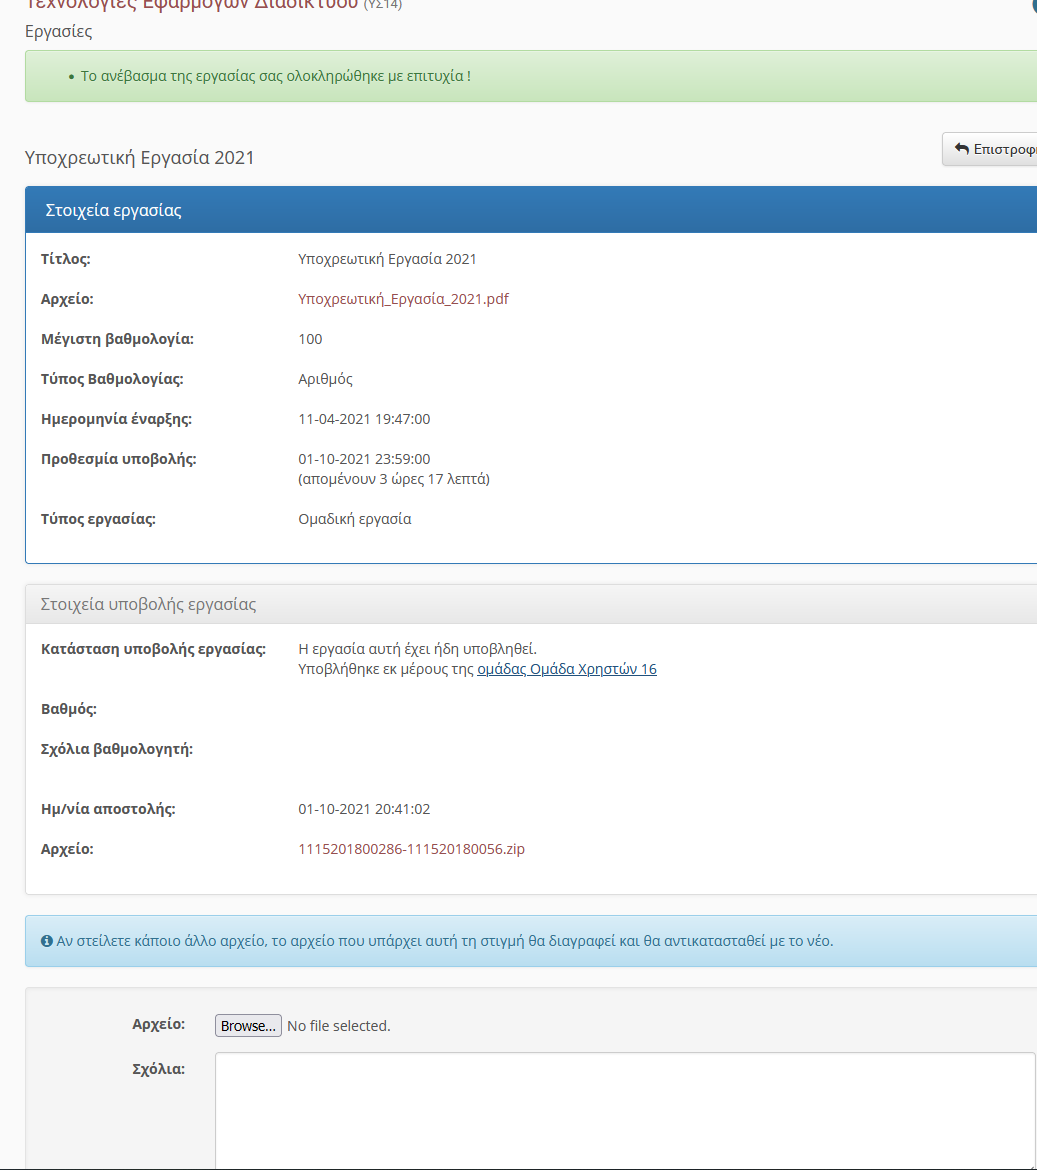 Τεχνολογίες Εφαρμογών Διαδικτύου (ΥΣ14)
Εργασίες
• Το ανέβασμα της εργασίας σας ολοκληρώθηκε με επιτυχία !
Υποχρεωτική Εργασία 2021
Επιστροφ
Στοιχεία εργασίας
Τίτλος: Υποχρεωτική Εργασία 2021
Αρχείο: Υποχρεωτική_Εργασία_2021.pdf
Μέγιστη βαθμολογία: 100
Τύπος Βαθμολογίας: Αριθμός
Ημερομηνία έναρξης: 11-04-2021 19:47:00
Προθεσμία υποβολής: 01-10-2021 23:59:00
(απομένουν 3 ώρες 17 λεπτά)
Τύπος εργασίας: Ομαδική εργασία
Στοιχεία υποβολής εργασίας
Κατάσταση υποβολής εργασίας: Η εργασία αυτή έχει ήδη υποβληθεί.
Υποβλήθηκε εκ μέρους της ομάδας Ομάδα Χρηστών 16
Βαθμός:
Σχόλια βαθμολογητή:
Ημ/νία αποστολής: 01-10-2021 20:41:02
Αρχείο: 1115201800286-111520180056.zip
Αν στείλετε κάποιο άλλο αρχείο, το αρχείο που υπάρχει αυτή τη στιγμή θα διαγραφεί και θα αντικατασταθεί με το νέο.
Αρχείο: Browse... No file selected.
Σχόλια: